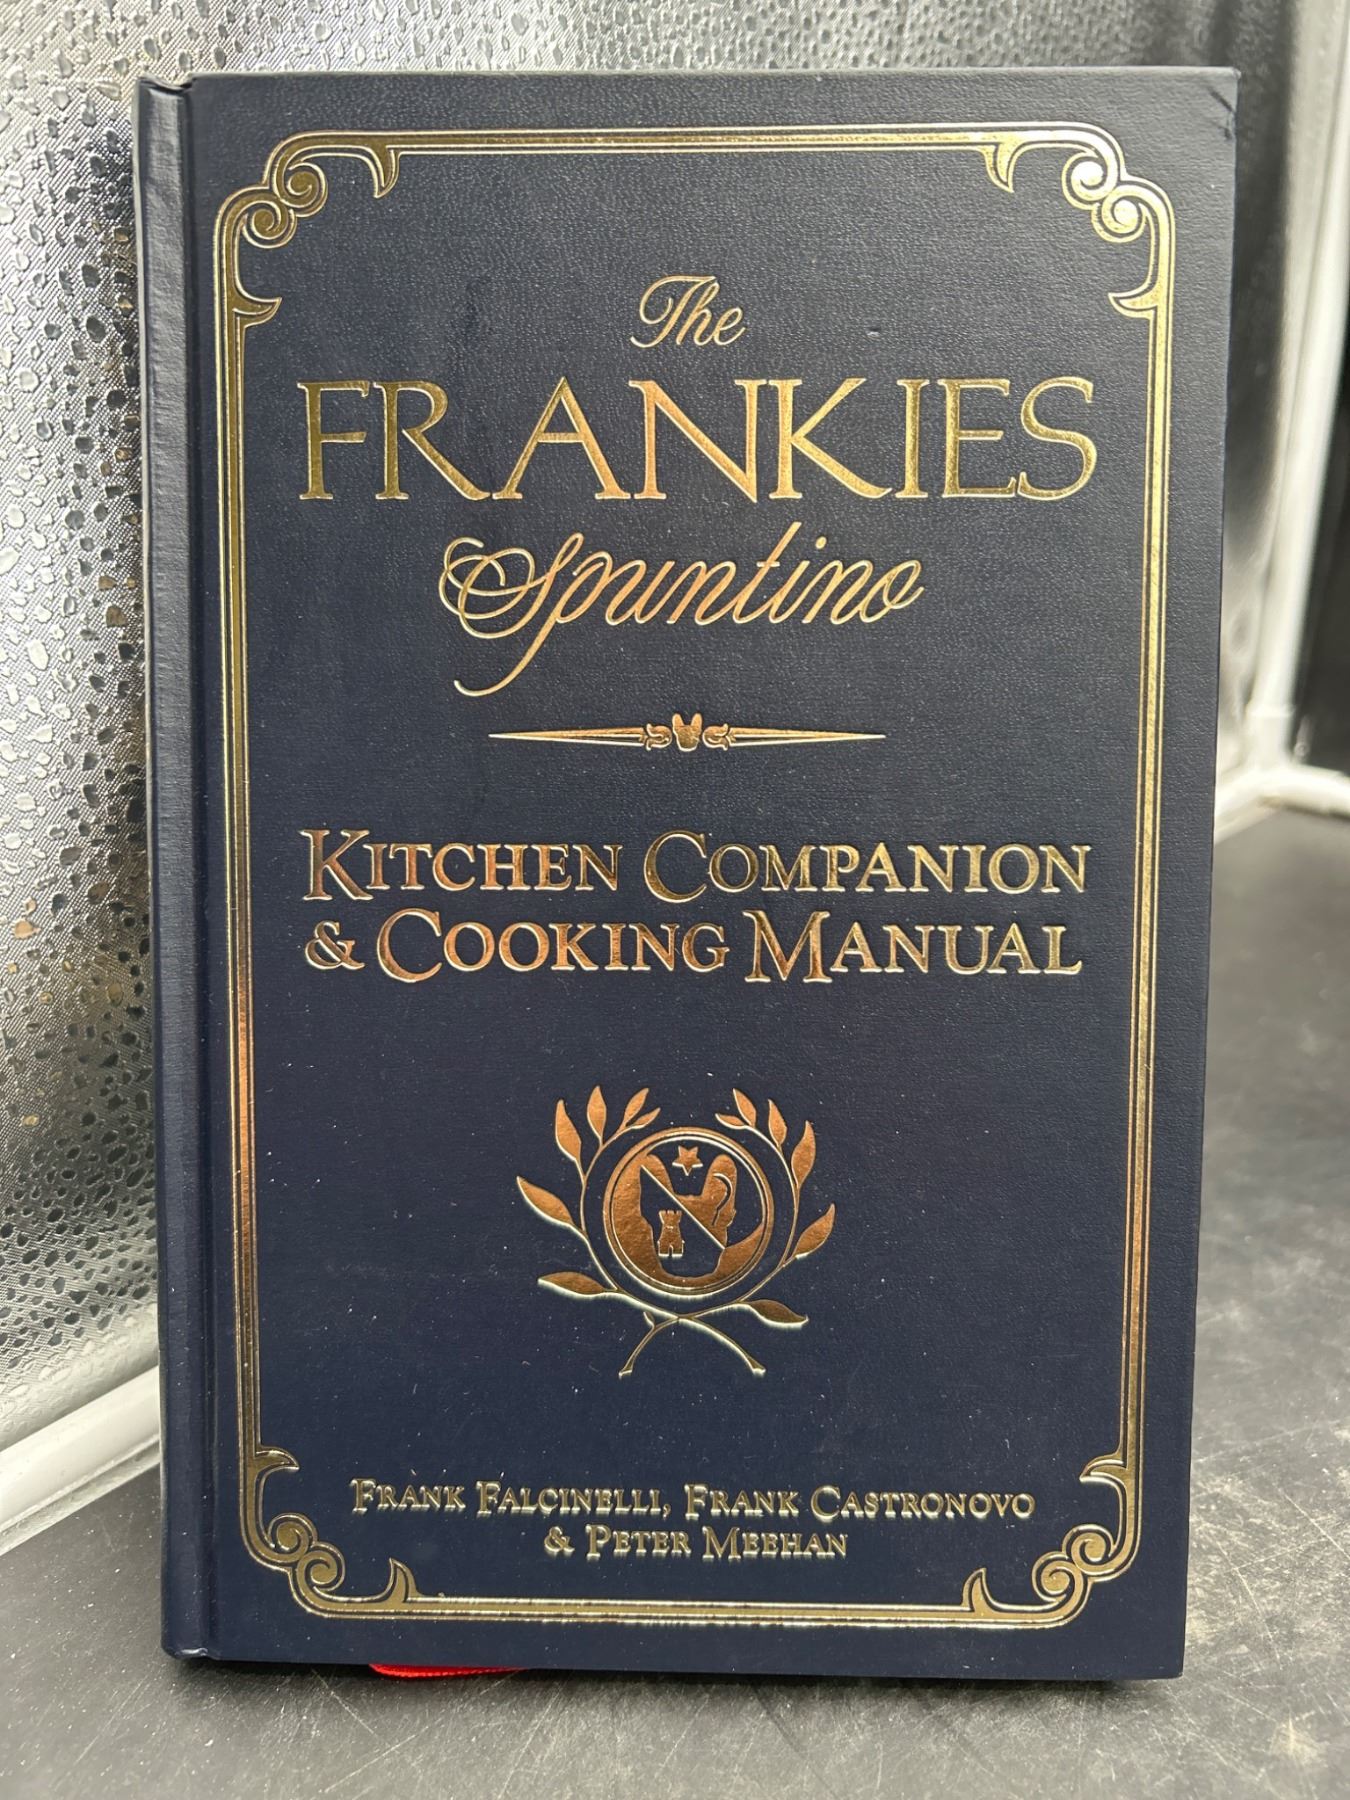 The
FRANKIES
Spuntino
KITCHEN COMPANION
& COOKING MANUAL
FRANK FALCINELLI, FRANK CASTRONOVO
& PETER MEEHAN